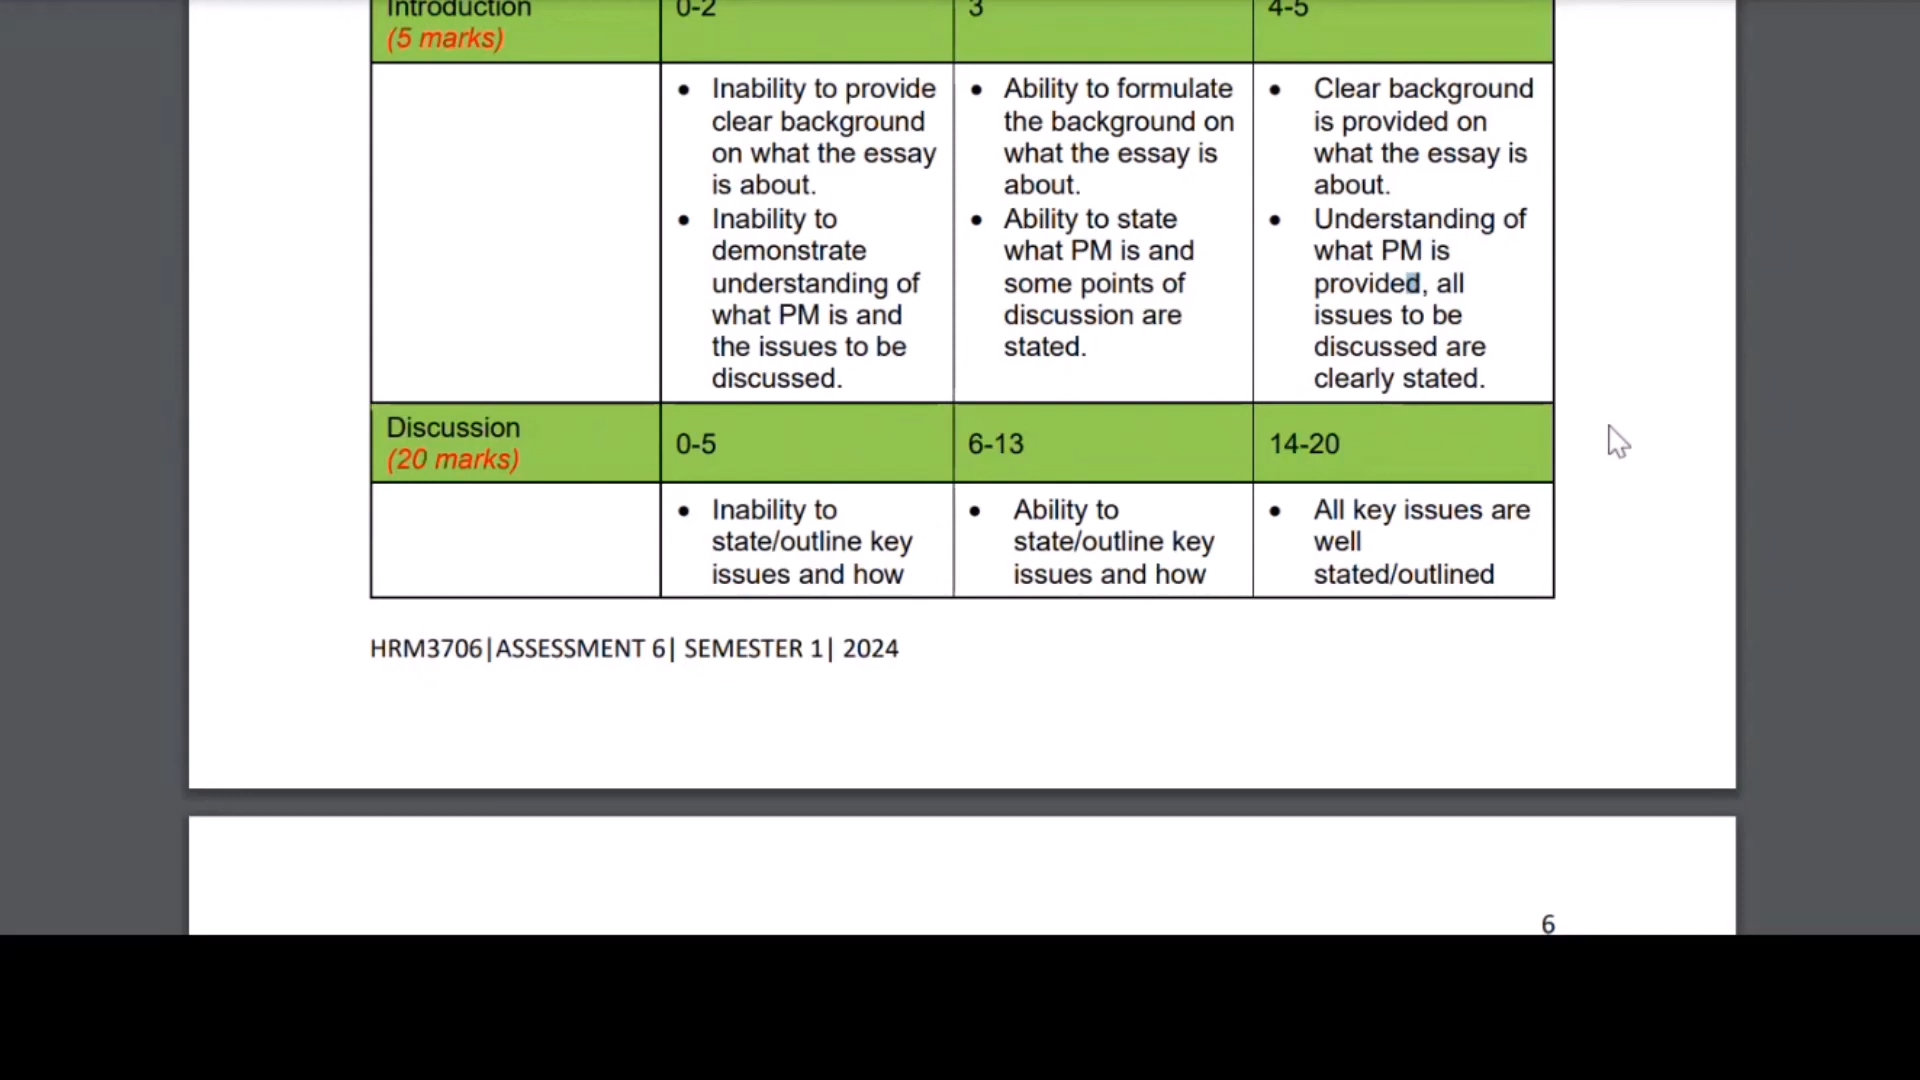 Introduction 0-2 3 4-5
(5 marks)
• Inability to provide
clear background
on what the essay
is about.
• Inability to
demonstrate
understanding of
what PM is and
the issues to be
discussed.
• Ability to formulate
the background on
what the essay is
about.
• Ability to state
what PM is and
some points of
discussion are
stated.
• Clear background
is provided on
what the essay is
about.
• Understanding of
what PM is
provided, all
issues to be
discussed are
clearly stated.
Discussion
(20 marks)
0-5
6-13
14-20
• Inability to
state/outline key
issues and how
• Ability to
state/outline key
issues and how
• All key issues are
well
stated/outlined
HRM3706|ASSESSMENT 6| SEMESTER 1| 2024
6